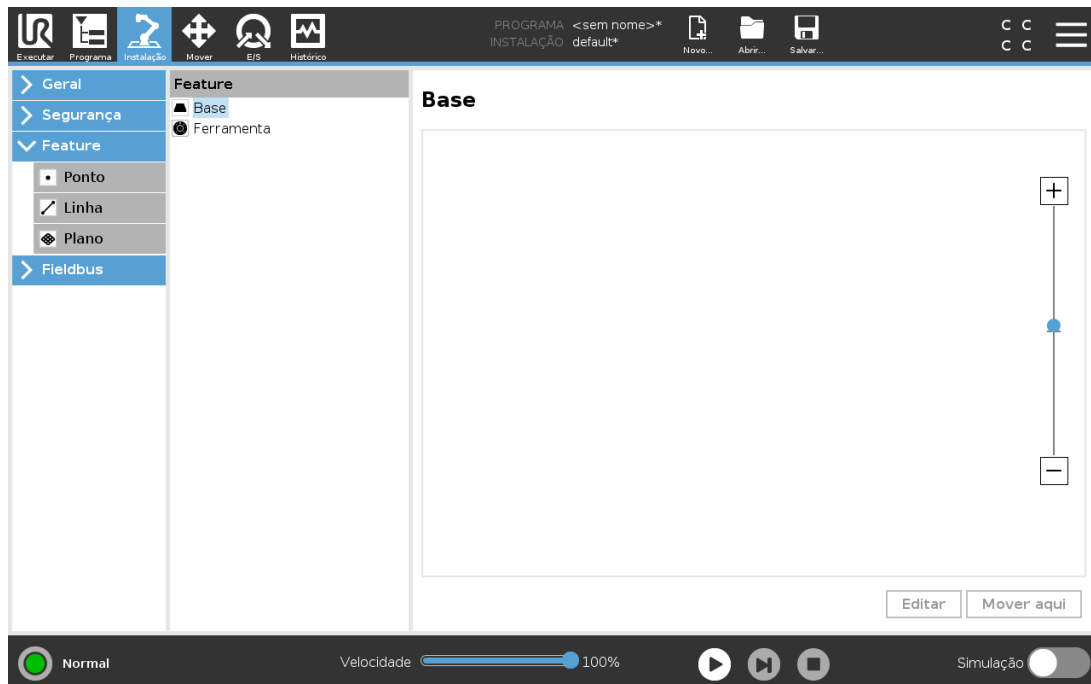 PROGRAMA <sem nome>*
INSTALAÇÃO default*
C C
C C
Executar Programa Instalação Mover E/S Histórico Novo... Abrir... Salvar...
Geral
Segurança
Feature
Ponto
Linha
Plano
Fieldbus
Feature
Base
Ferramenta
Base
Editar Mover aqui
Normal Velocidade 100% Simulação